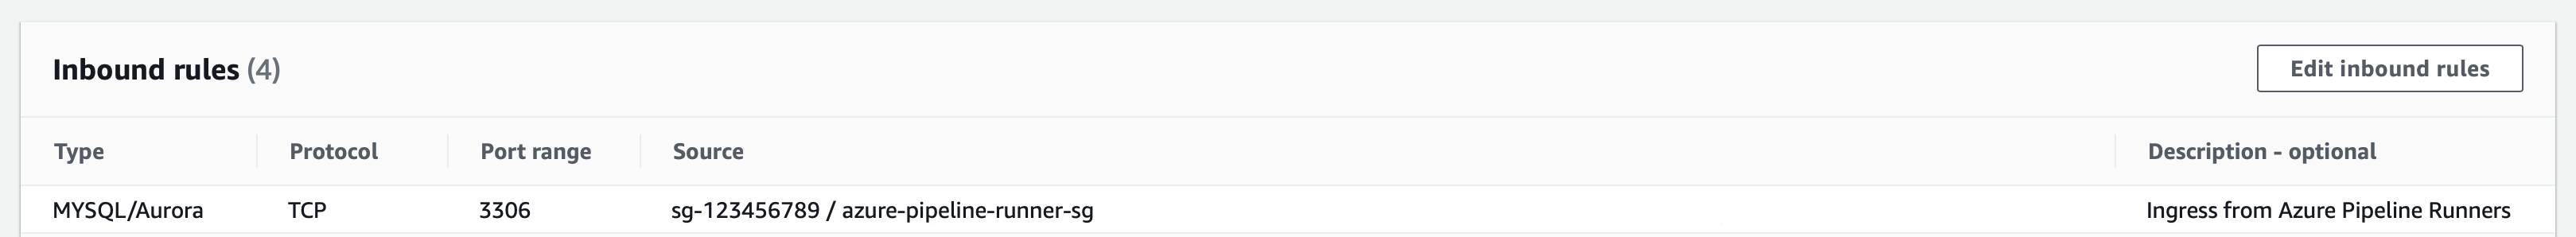 Inbound rules (4)
Edit inbound rules
Type Protocol Port range Source Description - optional
MYSQL/Aurora TCP 3306 sg-123456789 / azure-pipeline-runner-sg Ingress from Azure Pipeline Runners